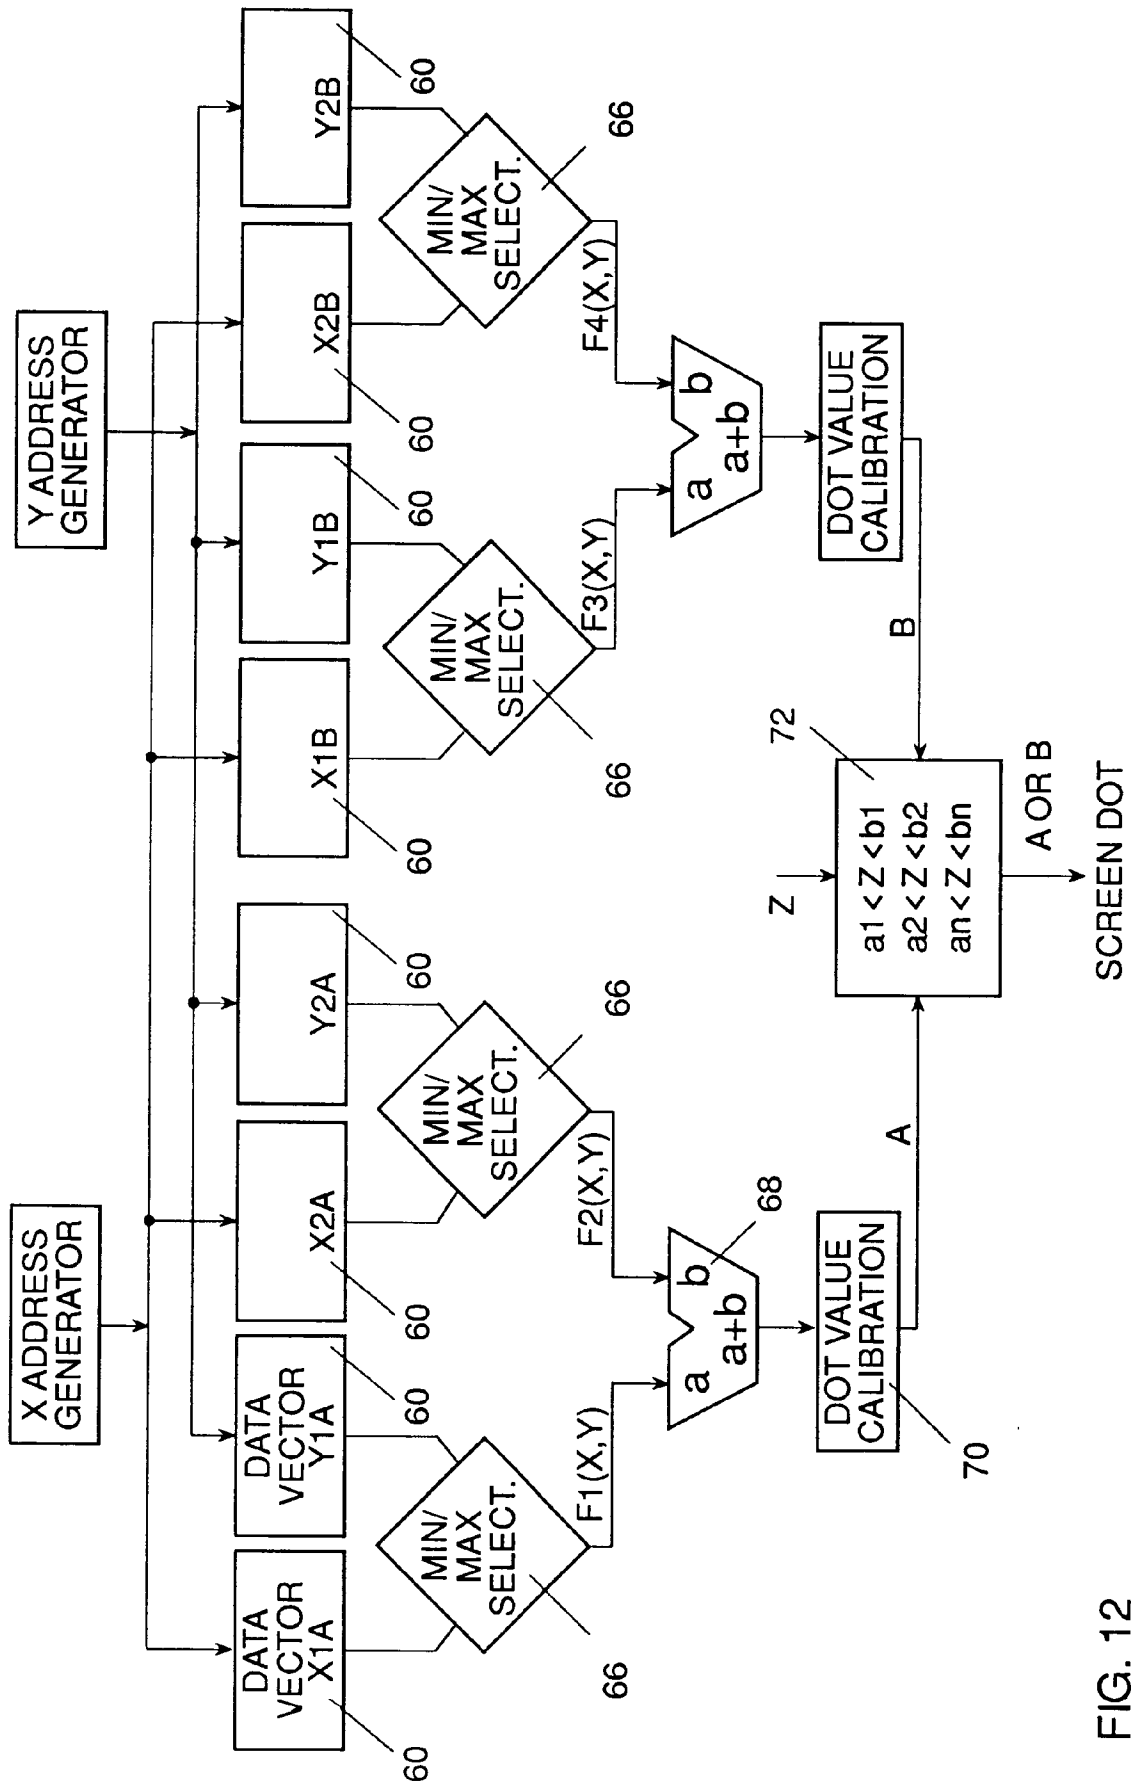 X ADDRESS
GENERATOR
Y ADDRESS
GENERATOR
DATA
VECTOR
X1A
60
DATA
VECTOR
Y1A
60
X2A
60
Y2A
60
X1B
60
Y1B
60
X2B
60
Y2B
60
MIN/
MAX
SELECT.
66
MIN/
MAX
SELECT.
66
MIN/
MAX
SELECT.
66
MIN/
MAX
SELECT.
66
F1(X,Y)
F2(X,Y)
F3(X,Y)
F4(X,Y)
a b
a+b
68
a b
a+b
DOT VALUE
CALIBRATION
70
DOT VALUE
CALIBRATION
A
B
Z
72
a1<Z<b1
a2<Z<b2
an<Z<bn
A OR B
SCREEN DOT
FIG. 12